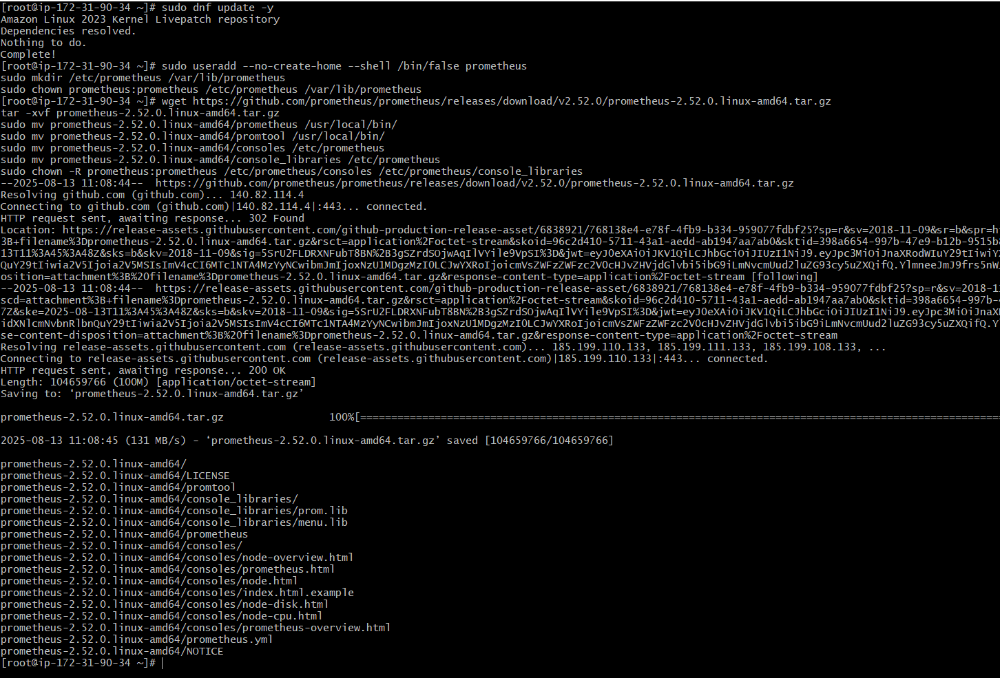 [root@ip-172-31-90-34 ~]# sudo dnf update -y
Amazon Linux 2023 Kernel Livepatch repository
Dependencies resolved.
Nothing to do.
Complete!
[root@ip-172-31-90-34 ~]# sudo useradd --no-create-home --shell /bin/false prometheus
sudo mkdir /etc/prometheus /var/lib/prometheus
sudo chown prometheus:prometheus /etc/prometheus /var/lib/prometheus
[root@ip-172-31-90-34 ~]# wget https://github.com/prometheus/prometheus/releases/download/v2.52.0/prometheus-2.52.0.linux-amd64.tar.gz
tar -xvf prometheus-2.52.0.linux-amd64.tar.gz
sudo mv prometheus-2.52.0.linux-amd64/prometheus /usr/local/bin/
sudo mv prometheus-2.52.0.linux-amd64/promtool /usr/local/bin/
sudo mv prometheus-2.52.0.linux-amd64/consoles /etc/prometheus
sudo mv prometheus-2.52.0.linux-amd64/console_libraries /etc/prometheus
sudo chown -R prometheus:prometheus /etc/prometheus/consoles /etc/prometheus/console_libraries
--2025-08-13 11:08:44--  https://github.com/prometheus/prometheus/releases/download/v2.52.0/prometheus-2.52.0.linux-amd64.tar.gz
Resolving github.com (github.com)... 140.82.114.4
Connecting to github.com (github.com)|140.82.114.4|:443... connected.
HTTP request sent, awaiting response... 302 Found
Location: https://release-assets.githubusercontent.com/github-production-release-asset/6838921/768138e4-e78f-4fb9-b334-959077fdbf25?sp=r&sv=2018-11-09&sr=b&spr=h
3B+filename%3Dprometheus-2.52.0.linux-amd64.tar.gz&rsct=application%2Foctet-stream&skoid=96c2d410-5711-43a1-aedd-ab1947aa7ab0&sktid=398a6654-997b-47e9-b12b-9515b
13T11%3A45%3A48Z&sks=b&skv=2018-11-09&sig=5SrU2FLDRXNFubT8BN%2B3gSZrdSOjwAqIlVYile9VpSI%3D&jwt=
osition=attachment%3B%20filename%3Dprometheus-2.52.0.linux-amd64.tar.gz&response-content-type=application%2Foctet-stream [following]
--2025-08-13 11:08:44--  https://release-assets.githubusercontent.com/github-production-release-asset/6838921/768138e4-e78f-4fb9-b334-959077fdbf25?sp=r&sv=2018-1
scd=attachment%3B+filename%3Dprometheus-2.52.0.linux-amd64.tar.gz&rsct=application%2Foctet-stream&skoid=96c2d410-5711-43a1-aedd-ab1947aa7ab0&sktid=398a6654-997b-
7Z&ske=2025-08-13T11%3A45%3A48Z&sks=b&skv=2018-11-09&sig=5SrU2FLDRXNFubT8BN%2B3gSZrdSOjwAqIlVYile9VpSI%3D&jwt=
se-content-disposition=attachment%3B%20filename%3Dprometheus-2.52.0.linux-amd64.tar.gz&response-content-type=application%2Foctet-stream
Resolving release-assets.githubusercontent.com (release-assets.githubusercontent.com)... 185.199.110.133, 185.199.111.133, 185.199.108.133, ...
Connecting to release-assets.githubusercontent.com (release-assets.githubusercontent.com)|185.199.110.133|:443... connected.
HTTP request sent, awaiting response... 200 OK
Length: 104659766 (100M) [application/octet-stream]
Saving to: ‘prometheus-2.52.0.linux-amd64.tar.gz’
prometheus-2.52.0.linux-amd64.tar.gz 100%[=======================================================================================================
2025-08-13 11:08:45 (131 MB/s) - ‘prometheus-2.52.0.linux-amd64.tar.gz’ saved [104659766/104659766]
prometheus-2.52.0.linux-amd64/
prometheus-2.52.0.linux-amd64/LICENSE
prometheus-2.52.0.linux-amd64/promtool
prometheus-2.52.0.linux-amd64/console_libraries/
prometheus-2.52.0.linux-amd64/console_libraries/prom.lib
prometheus-2.52.0.linux-amd64/console_libraries/menu.lib
prometheus-2.52.0.linux-amd64/prometheus
prometheus-2.52.0.linux-amd64/consoles/
prometheus-2.52.0.linux-amd64/consoles/node-overview.html
prometheus-2.52.0.linux-amd64/consoles/prometheus.html
prometheus-2.52.0.linux-amd64/consoles/node.html
prometheus-2.52.0.linux-amd64/consoles/index.html.example
prometheus-2.52.0.linux-amd64/consoles/node-disk.html
prometheus-2.52.0.linux-amd64/consoles/node-cpu.html
prometheus-2.52.0.linux-amd64/consoles/prometheus-overview.html
prometheus-2.52.0.linux-amd64/prometheus.yml
prometheus-2.52.0.linux-amd64/NOTICE
[root@ip-172-31-90-34 ~]#